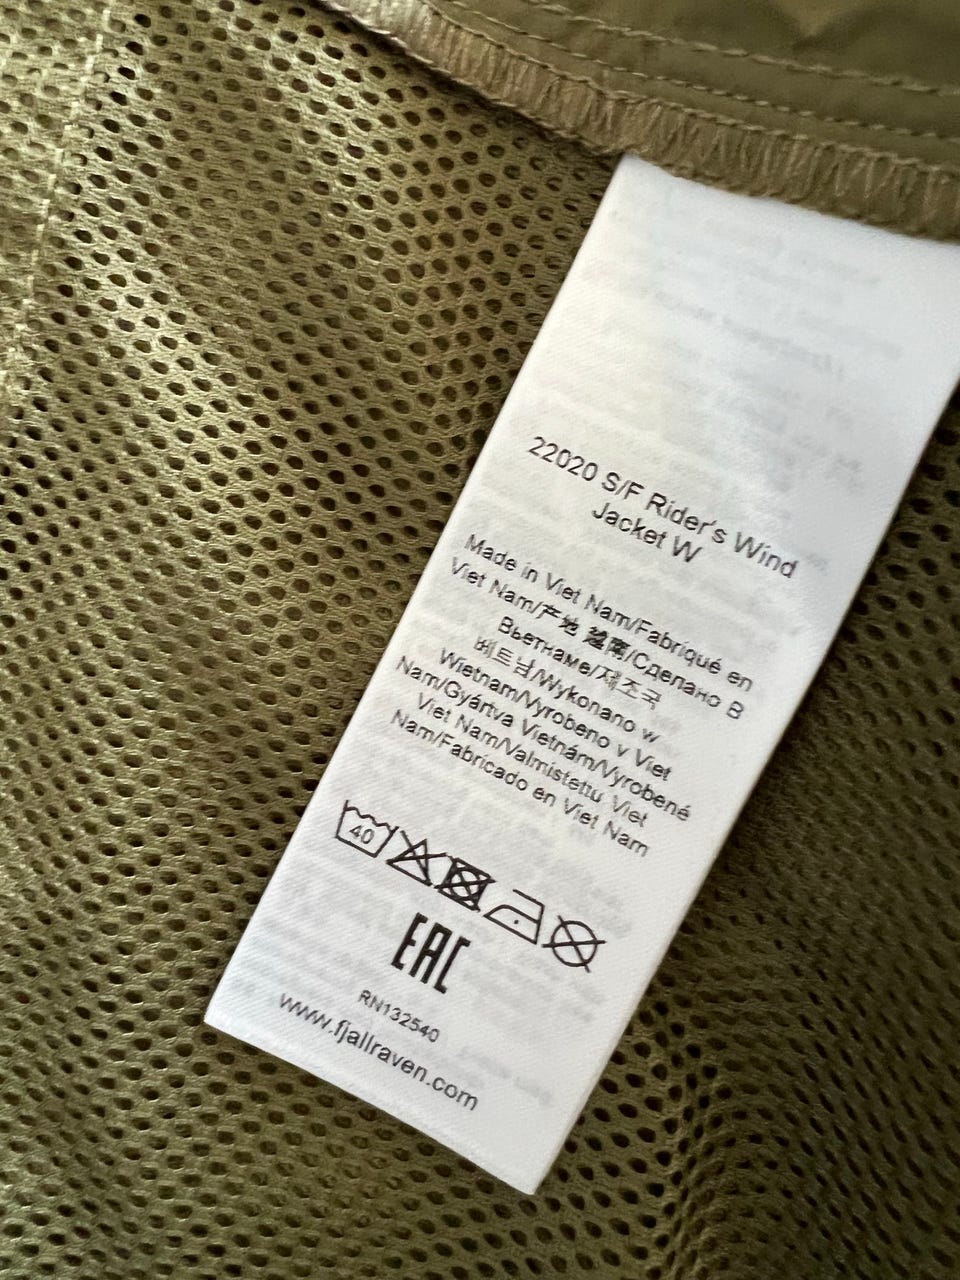 22020 S/F Rider's Wind
Jacket W
Made in Viet Nam/Fabriqué en
Viet Nam/产地 越南/Сделано В
Вьетнаме/제조국
베트남/Wykonano w
Wietnam/Vyrobeno v Viet
Nam/Gyártva Vietnám/Vyrobené
Viet Nam/Valmistettu Viet
Nam/Fabricado en Viet Nam
40
EAC
RN132540
www.fjallraven.com